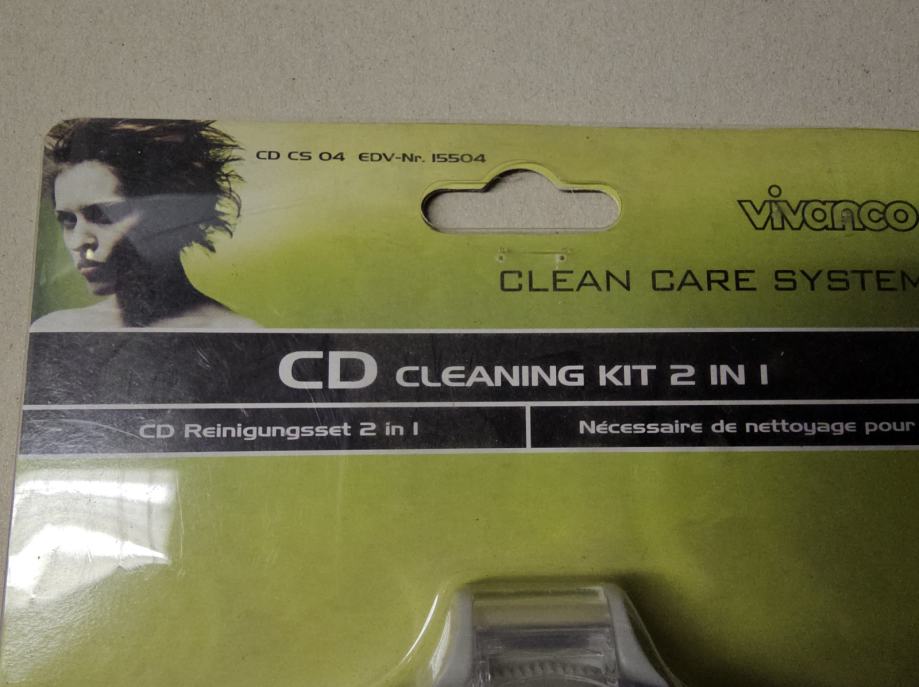 CD CS 04 EDV-Nr. 15504
vivanco
CLEAN CARE SYSTEM
CD CLEANING KIT 2 IN 1
CD Reinigungsset 2 in 1
Nécessaire de nettoyage pour